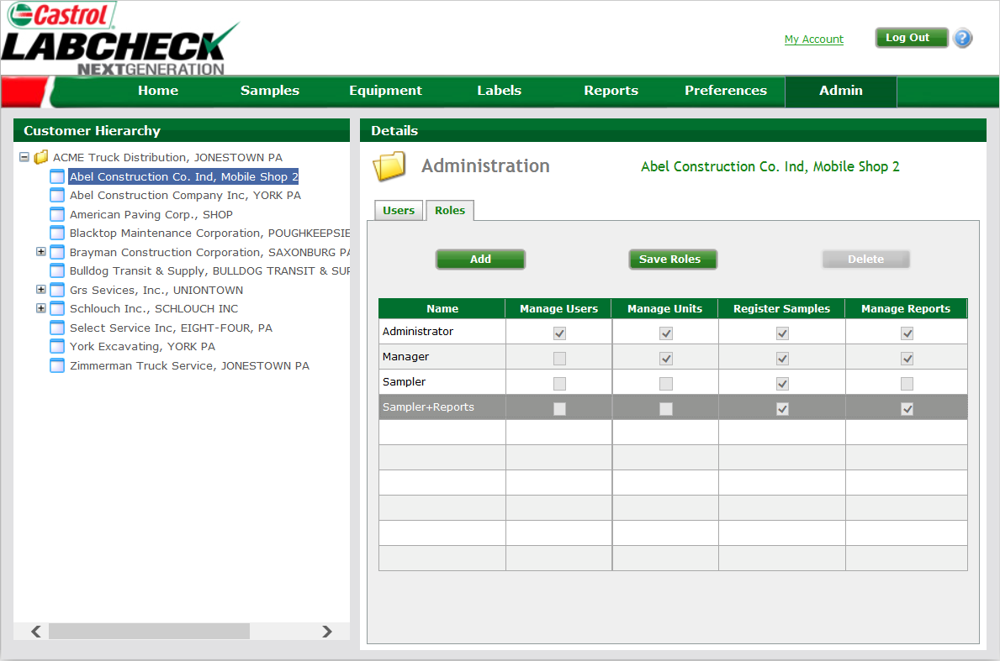 Castrol
LABCHECK
NEXTGENERATION
My Account
Log Out
?
Home Samples Equipment Labels Reports Preferences Admin
Customer Hierarchy
ACME Truck Distribution, JONESTOWN PA
Abel Construction Co. Ind, Mobile Shop 2
Abel Construction Company Inc, YORK PA
American Paving Corp., SHOP
Blacktop Maintenance Corporation, POUGHKEEPSIE
Brayman Construction Corporation, SAXONBURG PA
Bulldog Transit & Supply, BULLDOG TRANSIT & SUP
Grs Sevices, Inc., UNIONTOWN
Schlouch Inc., SCHLOUCH INC
Select Service Inc, EIGHT-FOUR, PA
York Excavating, YORK PA
Zimmerman Truck Service, JONESTOWN PA
Details
Administration
Abel Construction Co. Ind, Mobile Shop 2
Users Roles
Add Save Roles Delete
Name Manage Users Manage Units Register Samples Manage Reports
Administrator
Manager
Sampler
Sampler+Reports